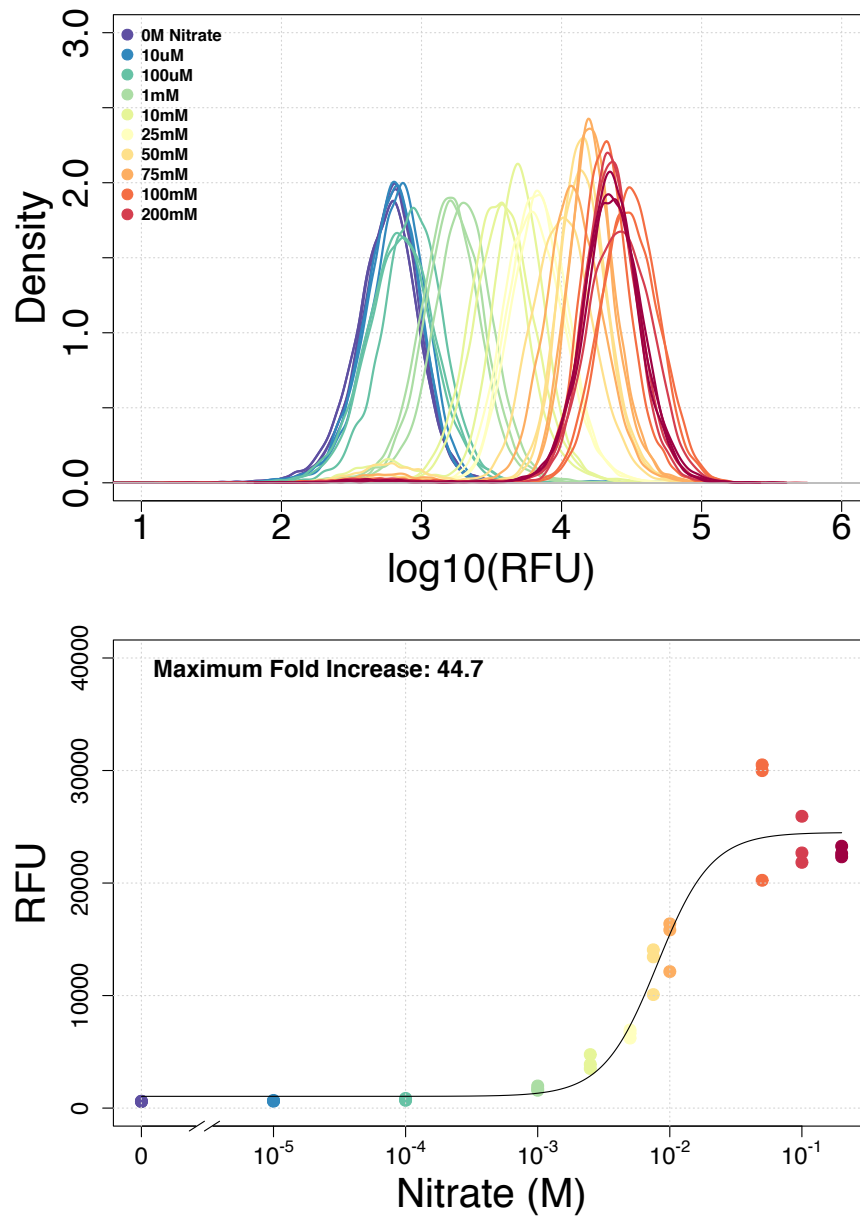 3.0
2.0
1.0
0.0
Density
0M Nitrate
10uM
100uM
1mM
10mM
25mM
50mM
75mM
100mM
200mM
1 2 3 4 5 6
log10(RFU)
Maximum Fold Increase: 44.7
40000
30000
20000
10000
0
RFU
0 10⁻⁵ 10⁻⁴ 10⁻³ 10⁻² 10⁻¹
Nitrate (M)